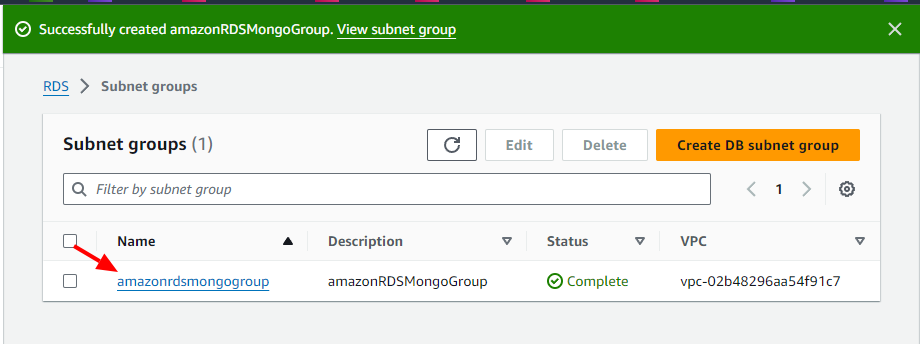 Successfully created amazonRDSMongoGroup. View subnet group
RDS > Subnet groups
Subnet groups (1)
Edit
Delete
Create DB subnet group
Filter by subnet group
1
Name Description Status VPC
amazonrdsmongogroup amazonRDSMongoGroup Complete vpc-02b48296aa54f91c7